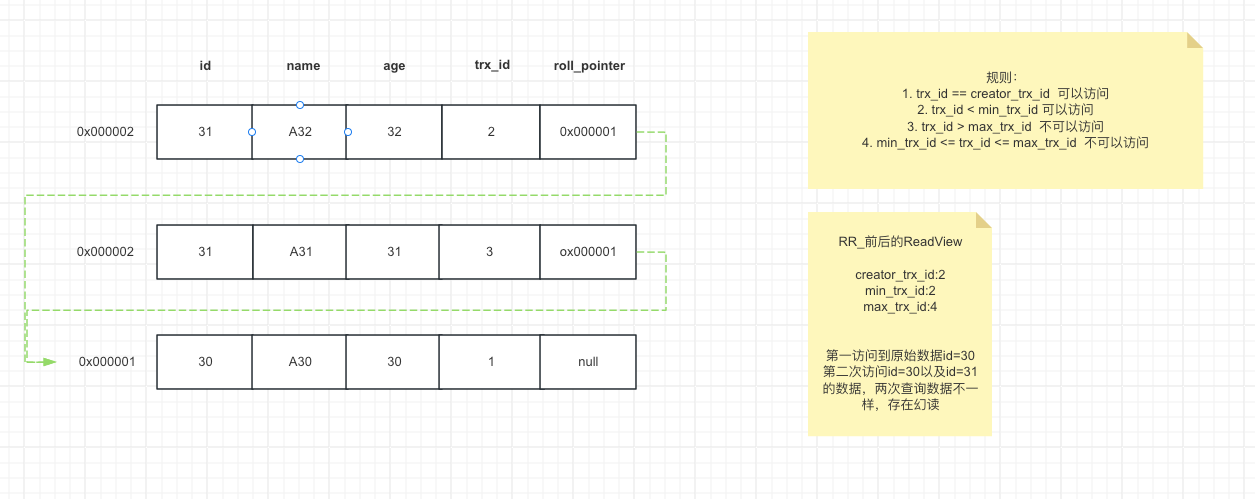 id name age trx_id roll_pointer
0x000002 31 A32 32 2 0x000001
0x000002 31 A31 31 3 ox000001
0x000001 30 A30 30 1 null
规则：
1. trx_id == creator_trx_id 可以访问
2. trx_id < min_trx_id 可以访问
3. trx_id > max_trx_id 不可以访问
4. min_trx_id <= trx_id <= max_trx_id 不可以访问
RR_前后的ReadView
creator_trx_id:2
min_trx_id:2
max_trx_id:4
第一访问到原始数据id=30
第二次访问id=30以及id=31
的数据，两次查询数据不一
样，存在幻读